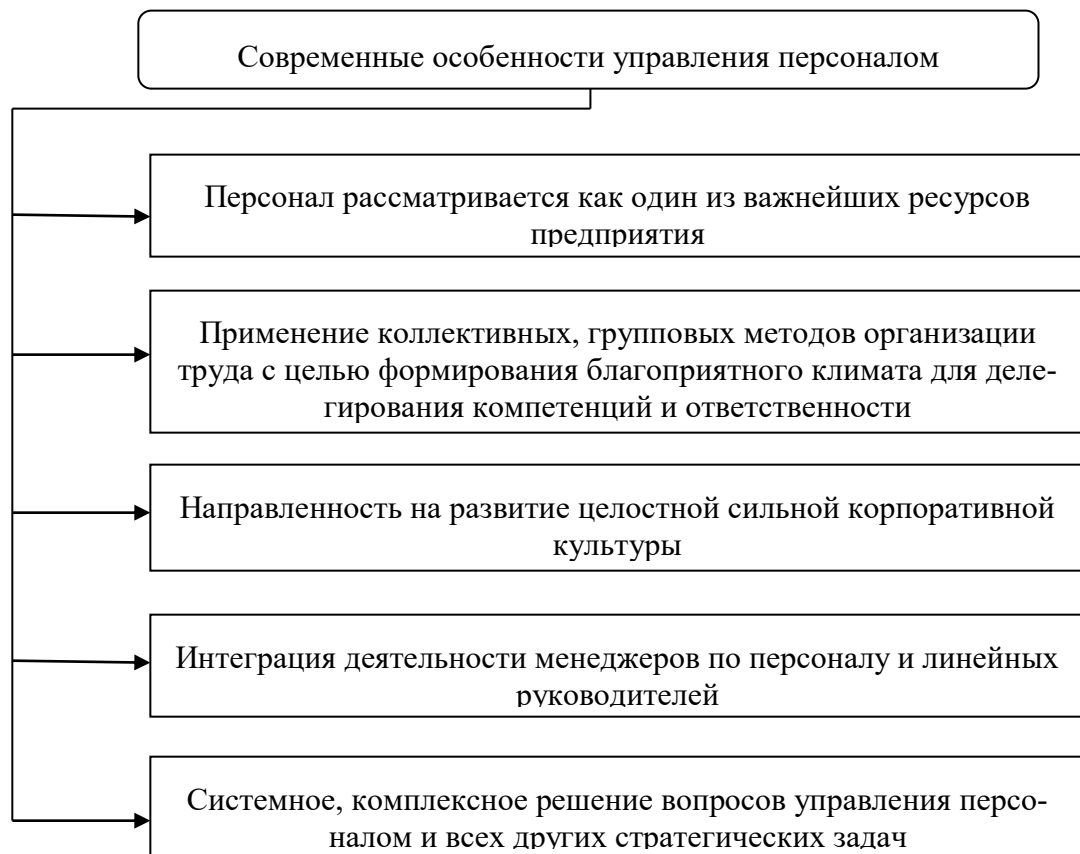 Современные особенности управления персоналом
Персонал рассматривается как один из важнейших ресурсов
предприятия
Применение коллективных, групповых методов организации
труда с целью формирования благоприятного климата для деле-
гирования компетенций и ответственности
Направленность на развитие целостной сильной корпоративной
культуры
Интеграция деятельности менеджеров по персоналу и линейных
руководителей
Системное, комплексное решение вопросов управления персо-
налом и всех других стратегических задач